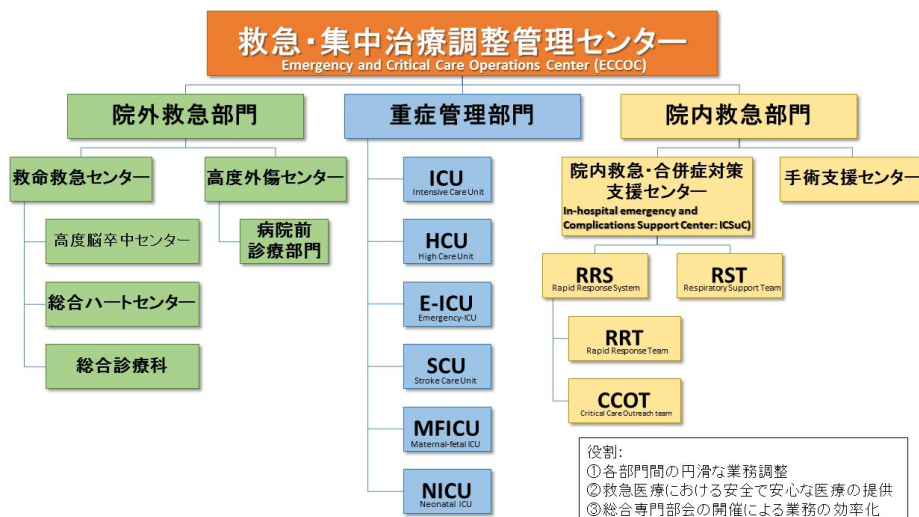 救急・集中治療調整管理センター
Emergency and Critical Care Operations Center (ECCOC)
院外救急部門
救命救急センター
高度脳卒中センター
総合ハートセンター
総合診療科
高度外傷センター
病院前
診療部門
重症管理部門
ICU
Intensive Care Unit
HCU
High Care Unit
E-ICU
Emergency-ICU
SCU
Stroke Care Unit
MFICU
Maternal-fetal ICU
NICU
Neonatal ICU
院内救急部門
院内救急・合併症対策
支援センター
In-hospital emergency and
Complications Support Center: ICSuC)
RRS
Rapid Response System
RRT
Rapid Response Team
CCOT
Critical Care Outreach team
RST
Respiratory Support Team
手術支援センター
役割:
①各部門間の円滑な業務調整
②救急医療における安全で安心な医療の提供
③総合専門部会の開催による業務の効率化